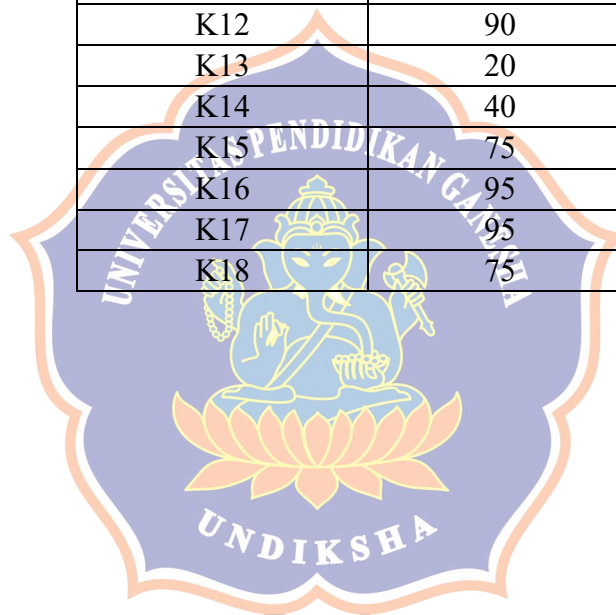 K12 90
K13 20
K14 40
K15 75
K16 95
K17 95
K18 75
UNIVERSITAS PENDIDIKAN GANESHA
UNDIKSHA